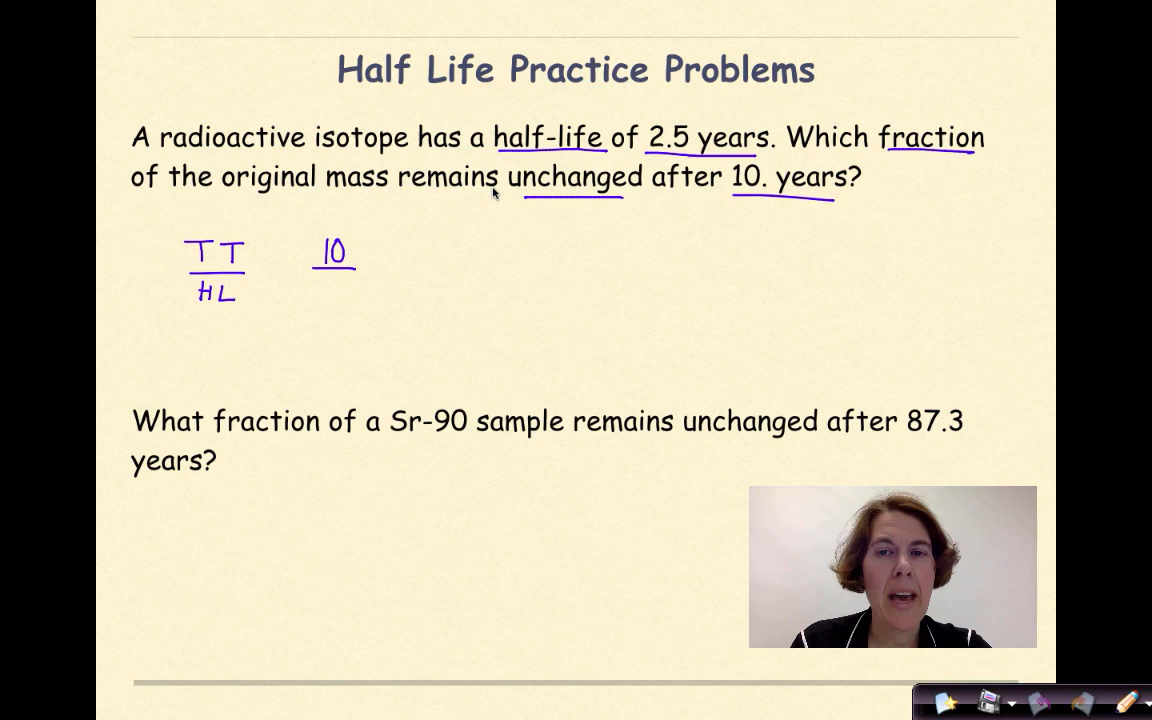 Half Life Practice Problems
A radioactive isotope has a half-life of 2.5 years. Which fraction
of the original mass remains unchanged after 10. years?
TT 10
HL
What fraction of a Sr-90 sample remains unchanged after 87.3
years?